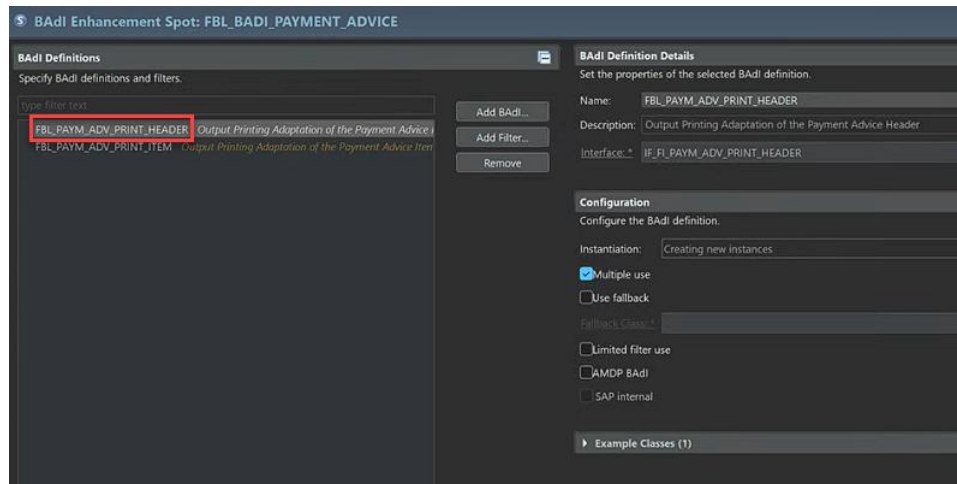 S BAdI Enhancement Spot: FBL_BADI_PAYMENT_ADVICE
BAdI Definitions
Specify BAdI definitions and filters.
type filter text
FBL_PAYM_ADV_PRINT_HEADER Output Printing Adaptation of the Payment Advice
FBL_PAYM_ADV_PRINT_ITEM Output Printing Adaptation of the Payment Advice Item
Add BAdI...
Add Filter...
Remove
BAdI Definition Details
Set the properties of the selected BAdI definition.
Name: FBL_PAYM_ADV_PRINT_HEADER
Description: Output Printing Adaptation of the Payment Advice Header
Interface: * IF_FI_PAYM_ADV_PRINT_HEADER
Configuration
Configure the BAdI definition.
Instantiation: Creating new instances
Multiple use
Use fallback
Fallback Class: *
Limited filter use
AMDP BAdI
SAP internal
Example Classes (1)